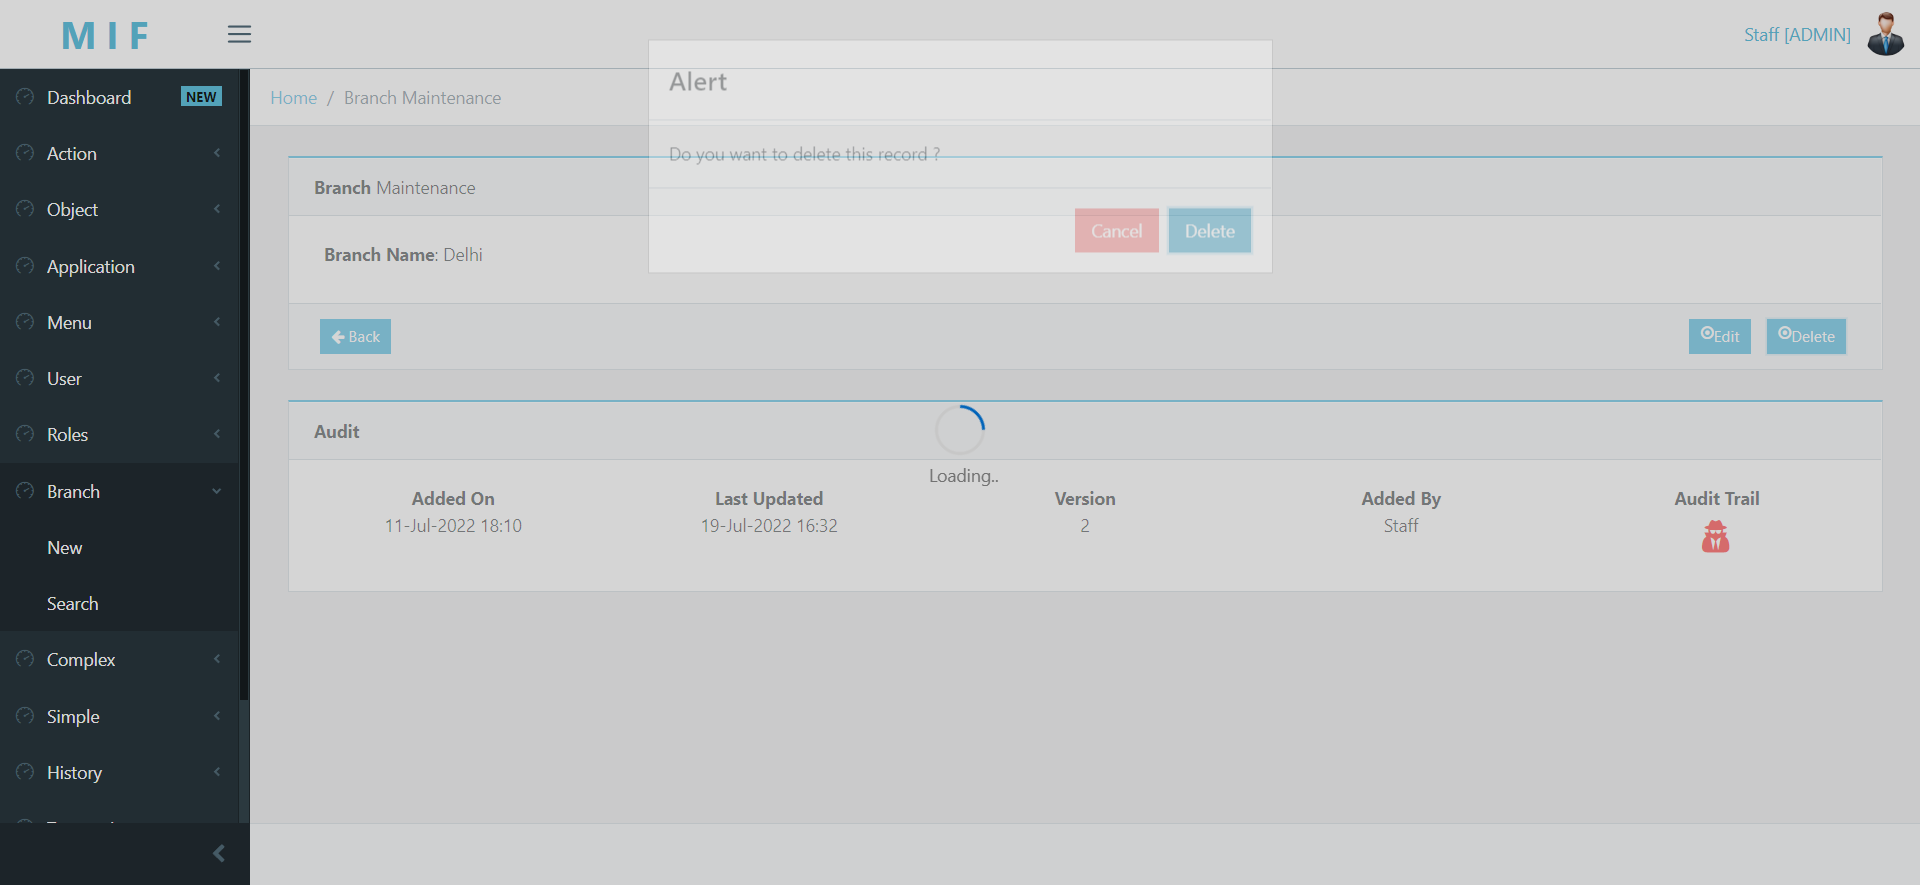 MIF
Staff [ADMIN]
Dashboard NEW
Action
Object
Application
Menu
User
Roles
Branch
New
Search
Complex
Simple
History
Home / Branch Maintenance
Alert
Do you want to delete this record ?
Cancel Delete
Branch Maintenance
Branch Name: Delhi
Back Edit Delete
Audit
Loading..
Added On Last Updated Version Added By Audit Trail
11-Jul-2022 18:10 19-Jul-2022 16:32 2 Staff